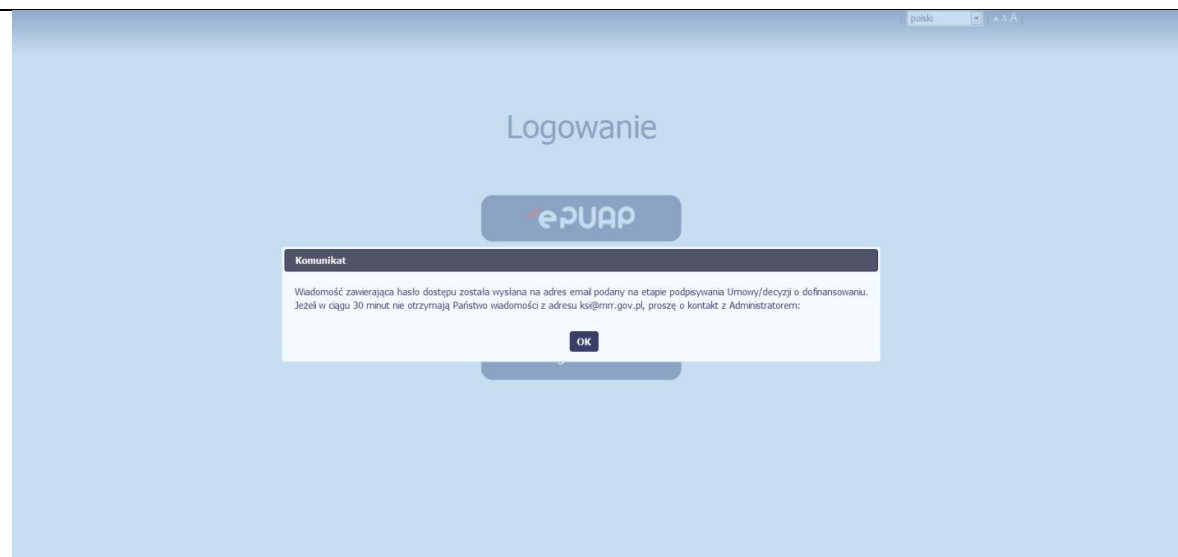 polski
A A A
Logowanie
ePUAP
Komunikat
Wiadomość zawierająca hasło dostępu została wysłana na adres email podany na etapie podpisywania Umowy/decyzji o dofinansowaniu.
Jeżeli w ciągu 30 minut nie otrzymają Państwo wiadomości z adresu ksi@mrr.gov.pl, proszę o kontakt z Administratorem:
OK